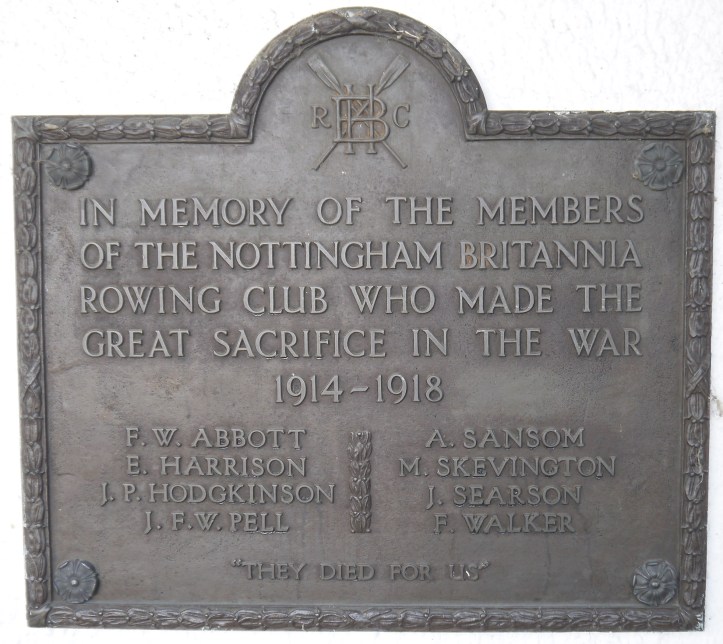 R NB C
IN MEMORY OF THE MEMBERS
OF THE NOTTINGHAM BRITANNIA
ROWING CLUB WHO MADE THE
GREAT SACRIFICE IN THE WAR
1914-1918
F. W. ABBOTT
E. HARRISON
J. P. HODGKINSON
J. F. W. PELL
A. SANSOM
M. SKEVINGTON
J. SEARSON
F. WALKER
"THEY DIED FOR US"